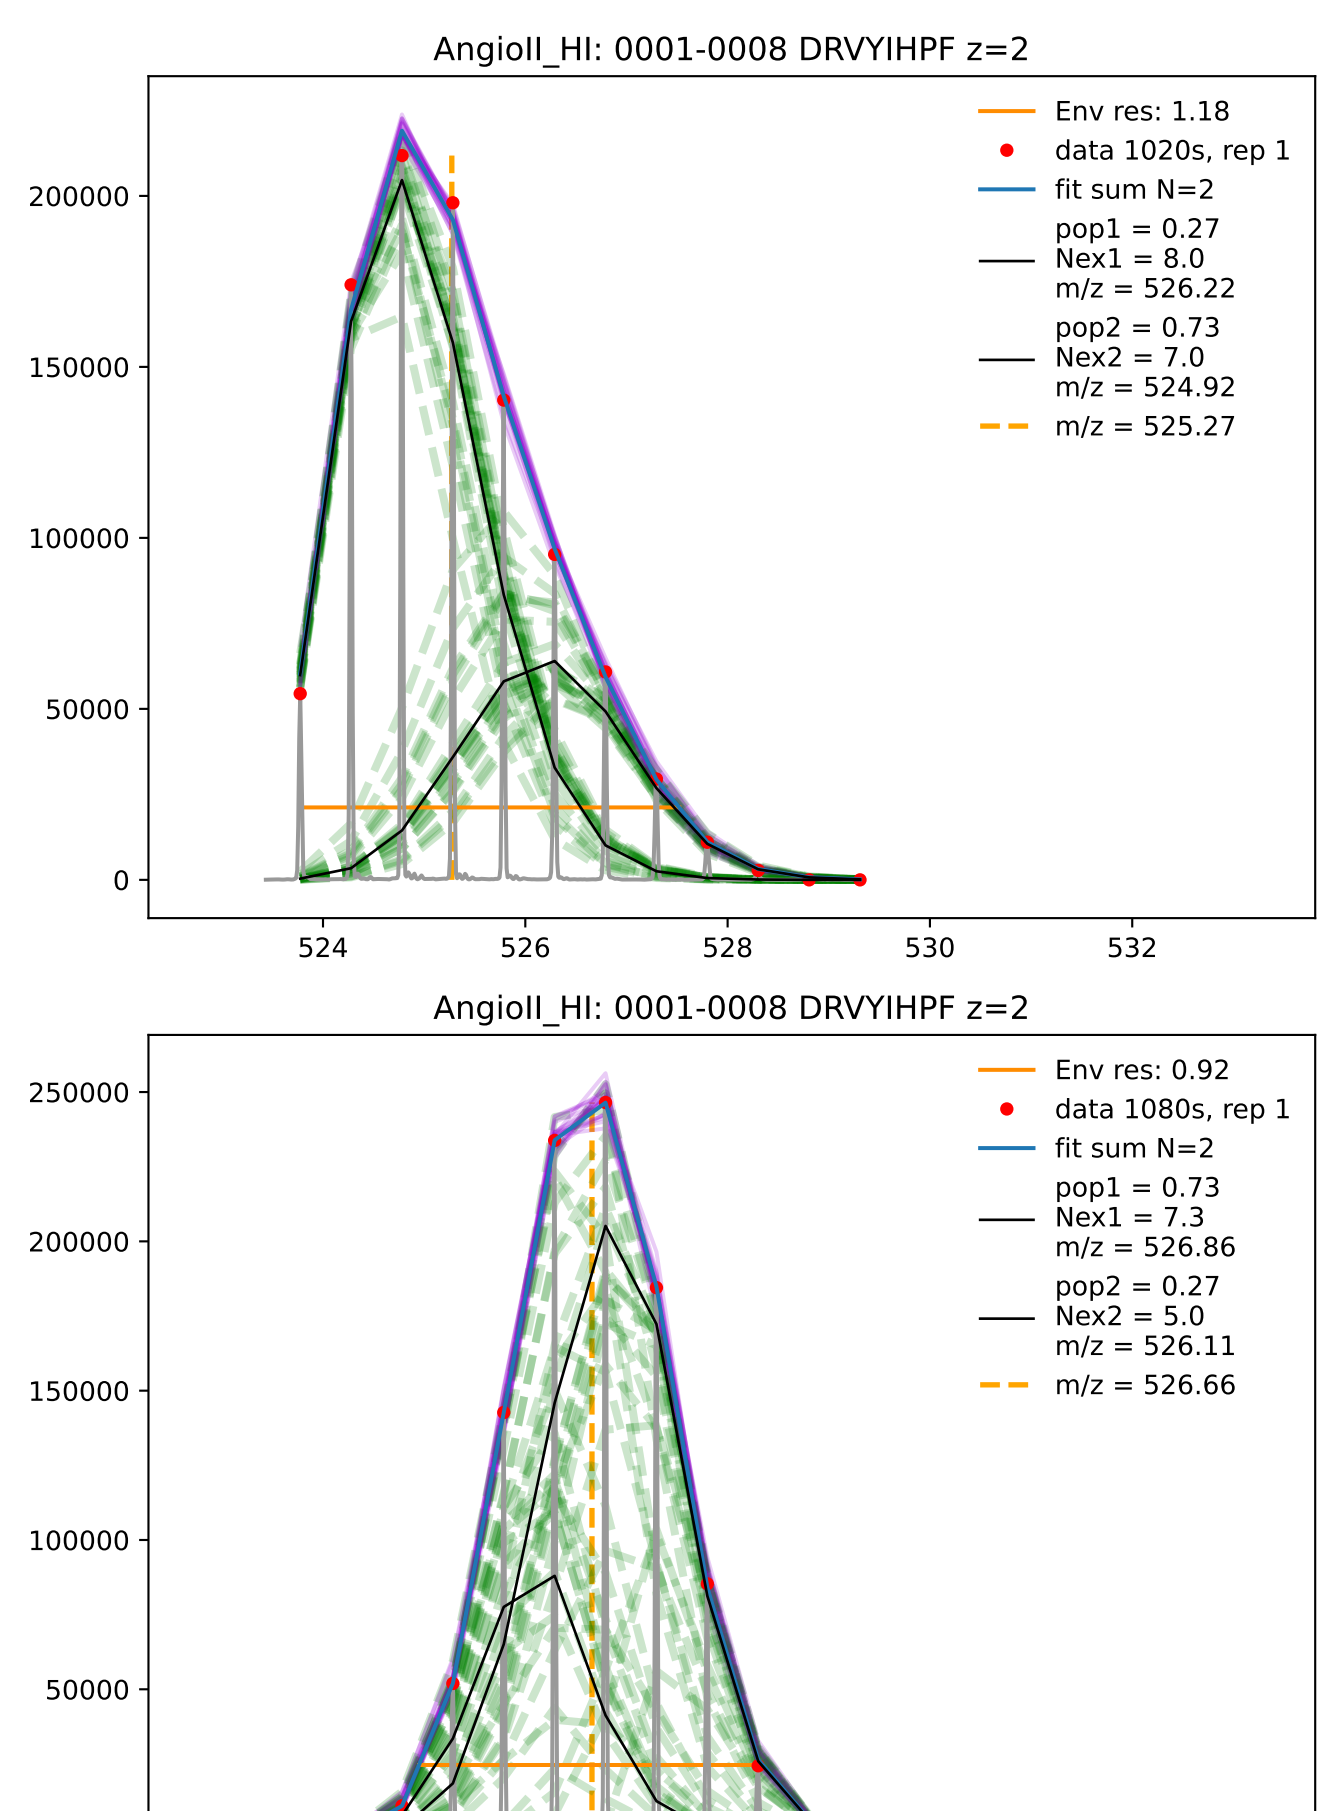 AngioII_HI: 0001-0008 DRVYIHPF z=2
Env res: 1.18
data 1020s, rep 1
fit sum N=2
pop1 = 0.27
Nex1 = 8.0
m/z = 526.22
pop2 = 0.73
Nex2 = 7.0
m/z = 524.92
m/z = 525.27
200000
150000
100000
50000
0
524 526 528 530 532
AngioII_HI: 0001-0008 DRVYIHPF z=2
Env res: 0.92
data 1080s, rep 1
fit sum N=2
pop1 = 0.73
Nex1 = 7.3
m/z = 526.86
pop2 = 0.27
Nex2 = 5.0
m/z = 526.11
m/z = 526.66
250000
200000
150000
100000
50000